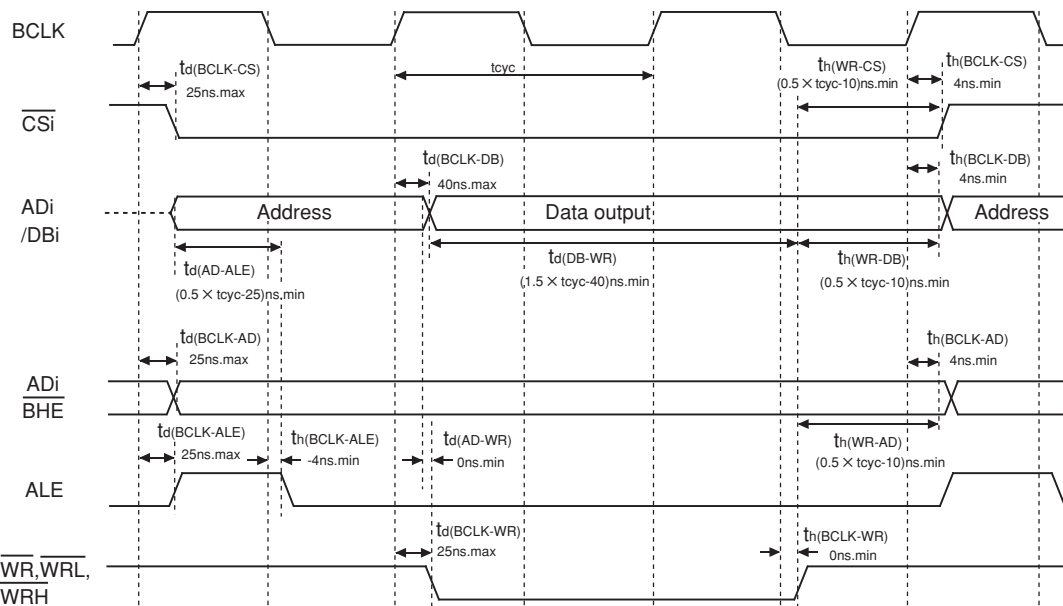 BCLK
td(BCLK-CS)
25ns.max
tcyc
th(WR-CS)
(0.5×tcyc-10)ns.min
th(BCLK-CS)
4ns.min
CSi
td(BCLK-DB)
40ns.max
th(BCLK-DB)
4ns.min
ADi
/DBi
Address
Data output
Address
td(AD-ALE)
(0.5×tcyc-25)ns.min
td(DB-WR)
(1.5×tcyc-40)ns.min
th(WR-DB)
(0.5×tcyc-10)ns.min
td(BCLK-AD)
25ns.max
th(BCLK-AD)
4ns.min
ADi
BHE
td(BCLK-ALE)
25ns.max
th(BCLK-ALE)
-4ns.min
td(AD-WR)
0ns.min
th(WR-AD)
(0.5×tcyc-10)ns.min
ALE
td(BCLK-WR)
25ns.max
th(BCLK-WR)
0ns.min
WR,WRL,
WRH